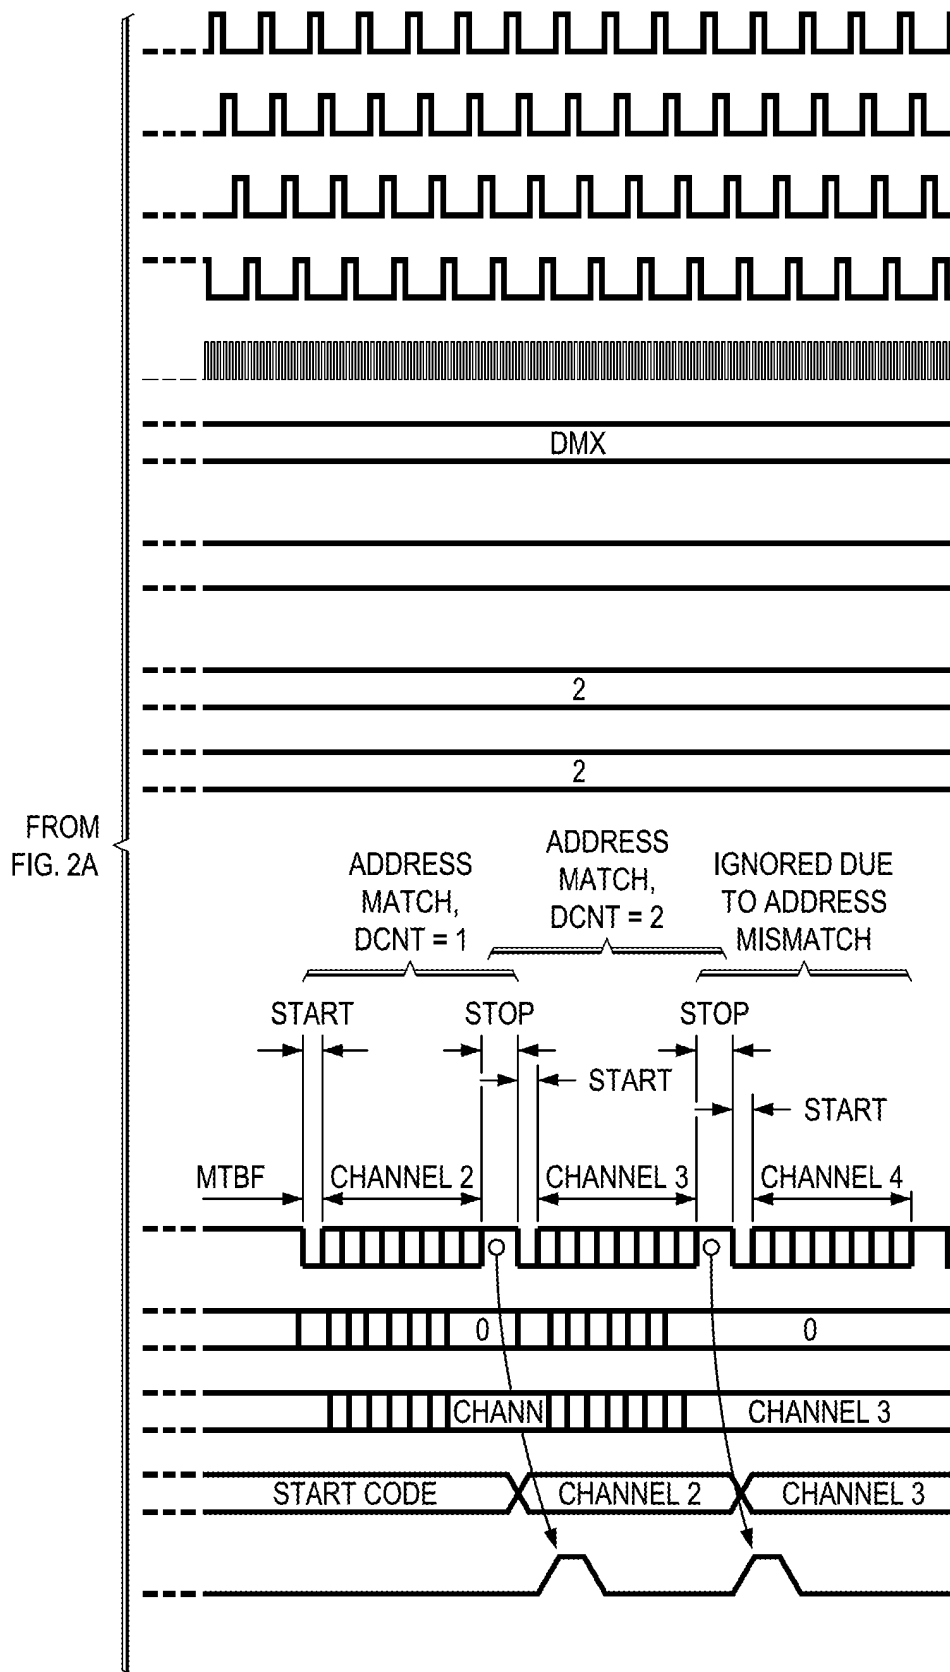 DMX
2
2
FROM
FIG. 2A
ADDRESS
MATCH,
DCNT = 1
ADDRESS
MATCH,
DCNT = 2
IGNORED DUE
TO ADDRESS
MISMATCH
START
STOP
STOP
START
START
MTBF
CHANNEL 2
CHANNEL 3
CHANNEL 4
0
0
CHANN
CHANNEL 3
START CODE
CHANNEL 2
CHANNEL 3